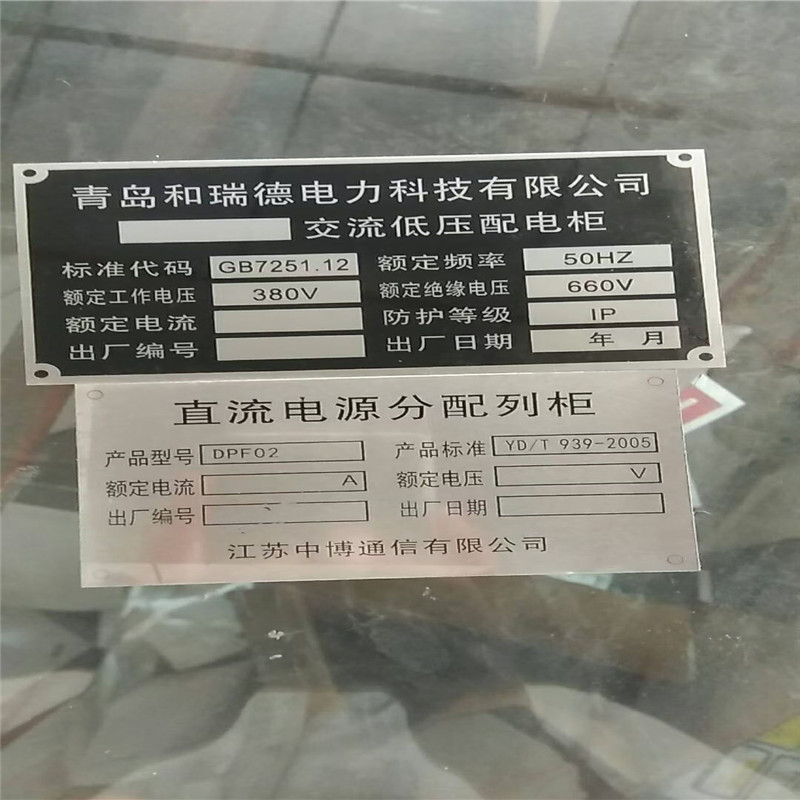 青岛和瑞德电力科技有限公司
交流低压配电柜
标准代码 GB7251.12 额定频率 50HZ
额定工作电压 380V 额定绝缘电压 660V
额定电流 防护等级 IP
出厂编号 出厂日期 年 月
直流电源分配列柜
产品型号 DPF02 产品标准 YD/T 939-2005
额定电流 A 额定电压 V
出厂编号 出厂日期
江苏中博通信有限公司